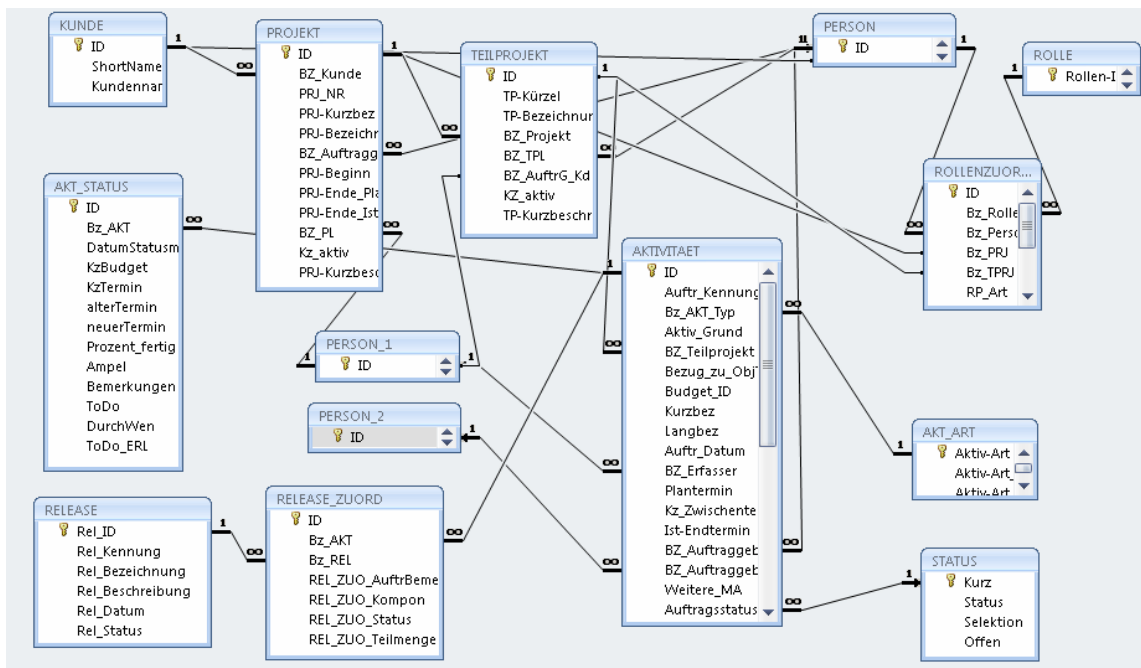 KUNDE
ID
ShortName
Kundennar
PROJEKT
ID
BZ_Kunde
PRJ_NR
PRJ-Kurzbez
PRJ-Bezeichr
BZ_Auftragg
PRJ-Beginn
PRJ-Ende_Pla
PRJ-Ende_Ist
BZ_PL
Kz_aktiv
PRJ-Kurzbesc
TEILPROJEKT
ID
TP-Kürzel
TP-Bezeichnur
BZ_Projekt
BZ_TPL
BZ_AuftrG_Kd
KZ_aktiv
TP-Kurzbeschr
PERSON
ID
ROLLE
Rollen-I
ROLLENZUOR...
ID
Bz_Rolle
Bz_Perso
Bz_PRJ
Bz_TPRJ
RP_Art
AKT_STATUS
ID
Bz_AKT
DatumStatusm
KzBudget
KzTermin
alterTermin
neuerTermin
Prozent_fertig
Ampel
Bemerkungen
ToDo
DurchWen
ToDo_ERL
AKTIVITAET
ID
Auftr_Kennung
Bz_AKT_Typ
Aktiv_Grund
BZ_Teilprojekt
Bezug_zu_ObjT
Budget_ID
Kurzbez
Langbez
Auftr_Datum
BZ_Erfasser
Plantermin
Kz_Zwischente
Ist-Endtermin
BZ_Auftraggeb
BZ_Auftraggeb
Weitere_MA
Auftragsstatus
PERSON_1
ID
PERSON_2
ID
AKT_ART
Aktiv-Art
Aktiv-Art_
Aktiv-Art
RELEASE
Rel_ID
Rel_Kennung
Rel_Bezeichnung
Rel_Beschreibung
Rel_Datum
Rel_Status
RELEASE_ZUORD
ID
Bz_AKT
Bz_REL
REL_ZUO_AuftrBeme
REL_ZUO_Kompon
REL_ZUO_Status
REL_ZUO_Teilmenge
STATUS
Kurz
Status
Selektion
Offen